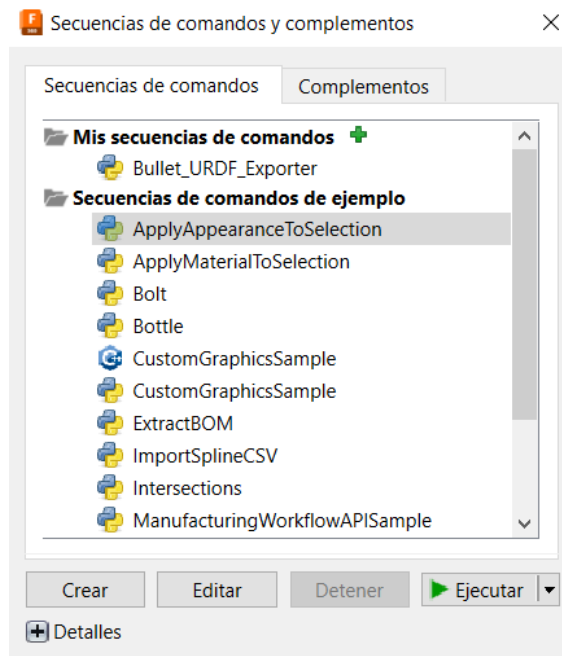 Secuencias de comandos y complementos
Secuencias de comandos Complementos
Mis secuencias de comandos
Bullet_URDF_Exporter
Secuencias de comandos de ejemplo
ApplyAppearanceToSelection
ApplyMaterialToSelection
Bolt
Bottle
CustomGraphicsSample
CustomGraphicsSample
ExtractBOM
ImportSplineCSV
Intersections
ManufacturingWorkflowAPISample
Crear Editar Detener Ejecutar
Detalles